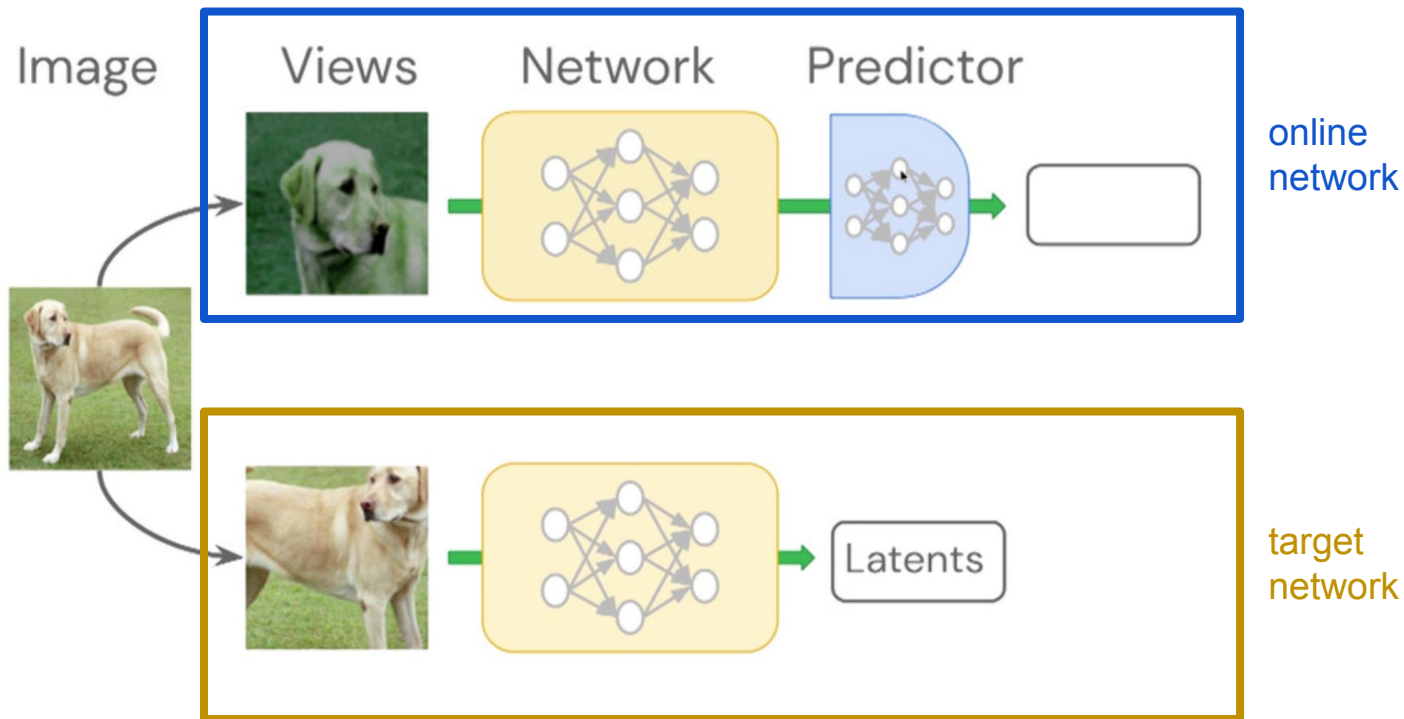 Image
Views
Network
Predictor
online
network
Latents
target
network